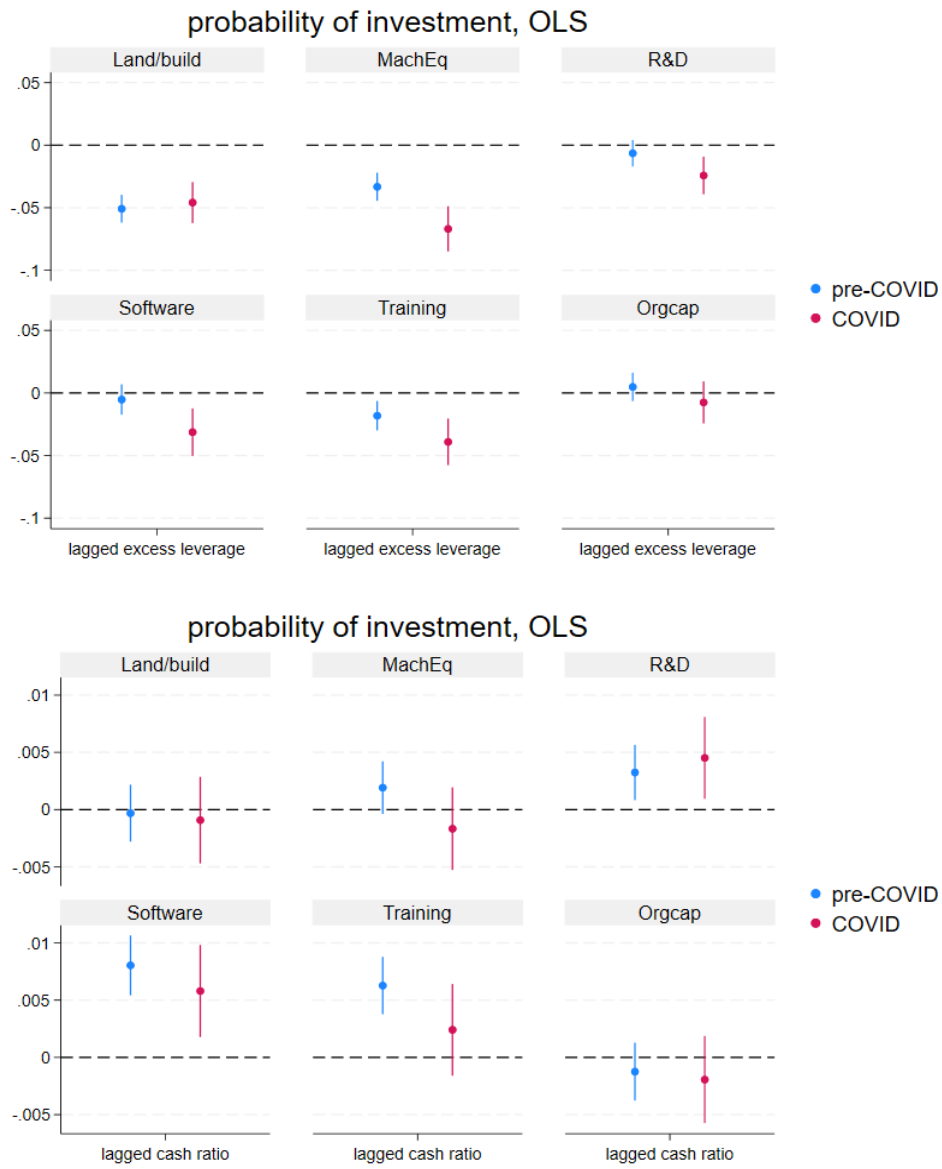 probability of investment, OLS
Land/build MachEq R&D
.05
0
-.05
-.1
Software Training Orgcap
.05
0
-.05
-.1
lagged excess leverage lagged excess leverage lagged excess leverage
pre-COVID
COVID
probability of investment, OLS
Land/build MachEq R&D
.01
.005
0
-.005
Software Training Orgcap
.01
.005
0
-.005
lagged cash ratio lagged cash ratio lagged cash ratio
pre-COVID
COVID